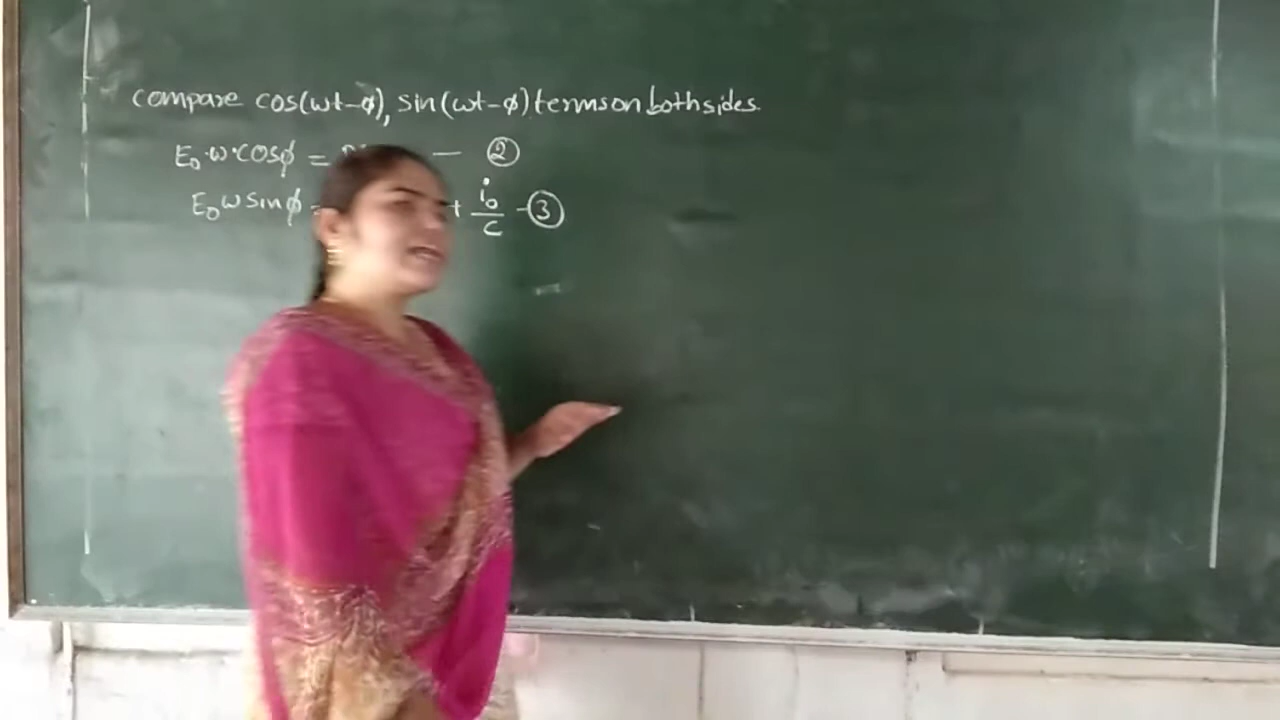 compare cos(ωt-φ), sin(ωt-φ) terms on both sides.
E₀·ω·cosφ = — ②
E₀ω sinφ + i₀/c - ③